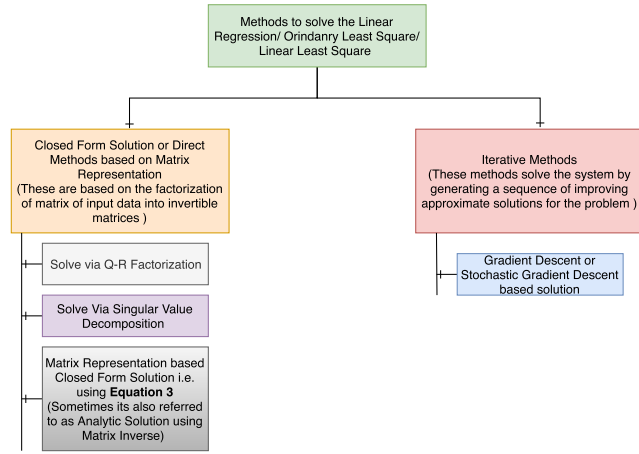 Methods to solve the Linear
Regression/ Orindanry Least Square/
Linear Least Square
Closed Form Solution or Direct
Methods based on Matrix
Representation
(These are based on the factorization
of matrix of input data into invertible
matrices )
Iterative Methods
(These methods solve the system by
generating a sequence of improving
approximate solutions for the problem )
Solve via Q-R Factorization
Solve Via Singular Value
Decomposition
Matrix Representation based
Closed Form Solution i.e.
using Equation 3
(Sometimes its also referred
to as Analytic Solution using
Matrix Inverse)
Gradient Descent or
Stochastic Gradient Descent
based solution